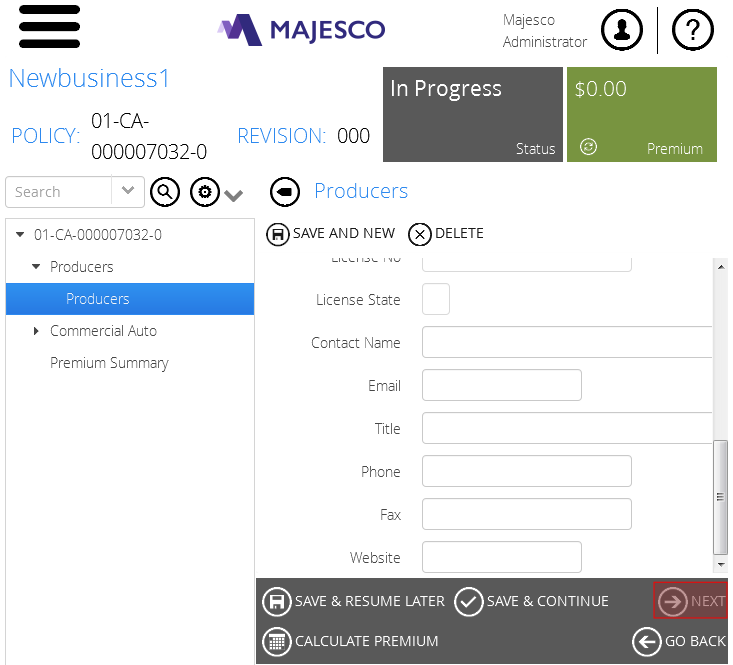 MAJESCO
Majesco
Administrator
?
Newbusiness1
POLICY: 01-CA-
000007032-0
REVISION: 000
In Progress
Status
$0.00
Premium
Search
Producers
01-CA-000007032-0
Producers
Producers
Commercial Auto
Premium Summary
SAVE AND NEW DELETE
License No
License State
Contact Name
Email
Title
Phone
Fax
Website
SAVE & RESUME LATER SAVE & CONTINUE NEXT
CALCULATE PREMIUM GO BACK